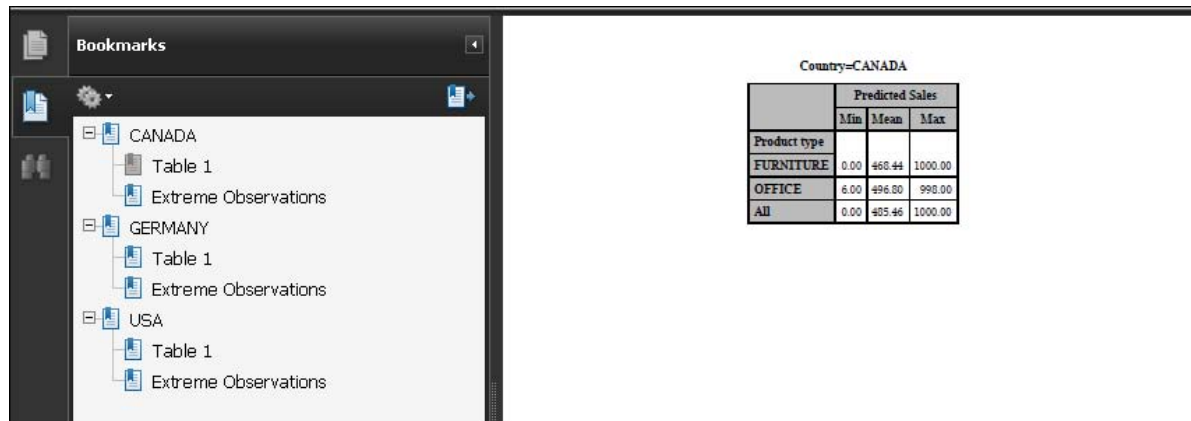 Bookmarks
CANADA
Table 1
Extreme Observations
GERMANY
Table 1
Extreme Observations
USA
Table 1
Extreme Observations
Country=CANADA
Predicted Sales
Min Mean Max
Product type
FURNITURE 0.00 468.44 1000.00
OFFICE 6.00 496.80 998.00
All 0.00 485.46 1000.00